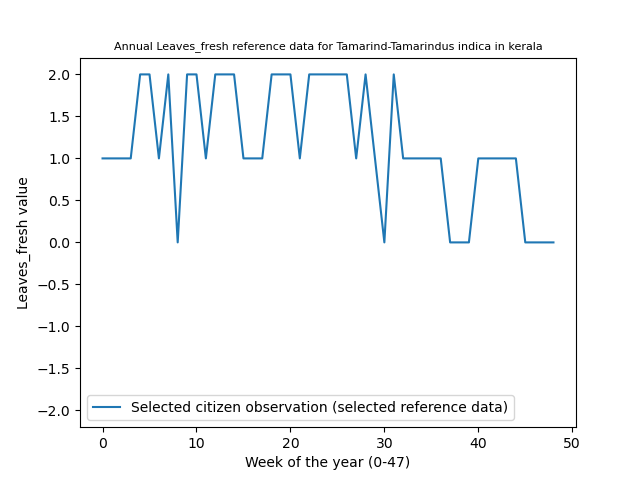 Annual Leaves_fresh reference data for Tamarind-Tamarindus indica in kerala
2.0
1.5
1.0
0.5
0.0
−0.5
−1.0
−1.5
−2.0
Leaves_fresh value
Selected citizen observation (selected reference data)
0 10 20 30 40 50
Week of the year (0-47)